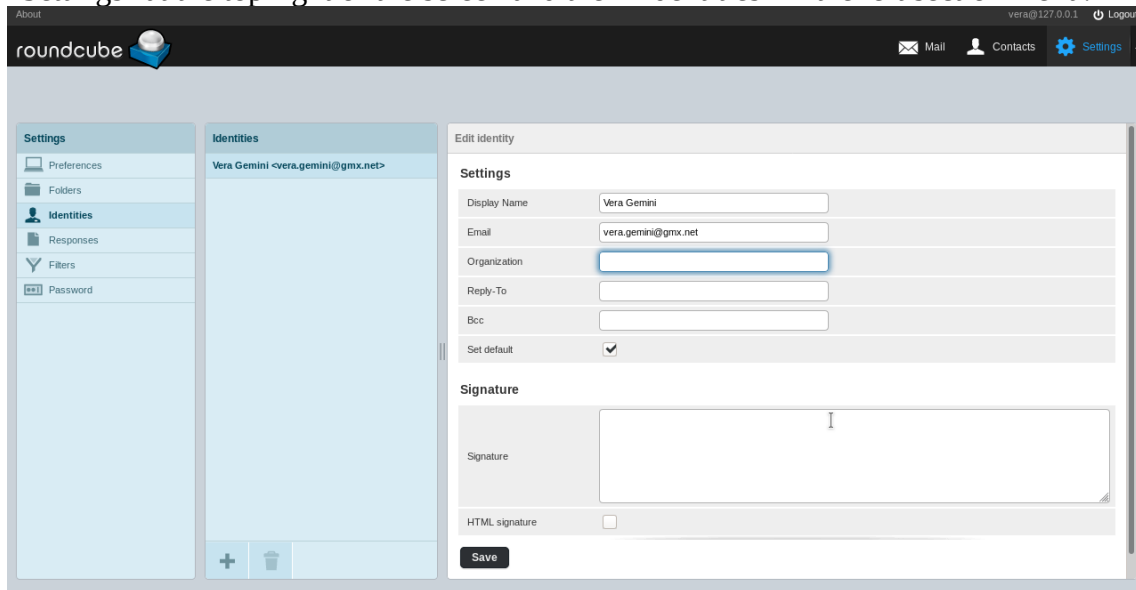 About
vera@127.0.0.1 Logout
roundcube
Mail Contacts Settings
Settings
Preferences
Folders
Identities
Responses
Filters
Password
Identities
Vera Gemini <vera.gemini@gmx.net>
Edit identity
Settings
Display Name Vera Gemini
Email vera.gemini@gmx.net
Organization
Reply-To
Bcc
Set default
Signature
Signature
HTML signature
Save